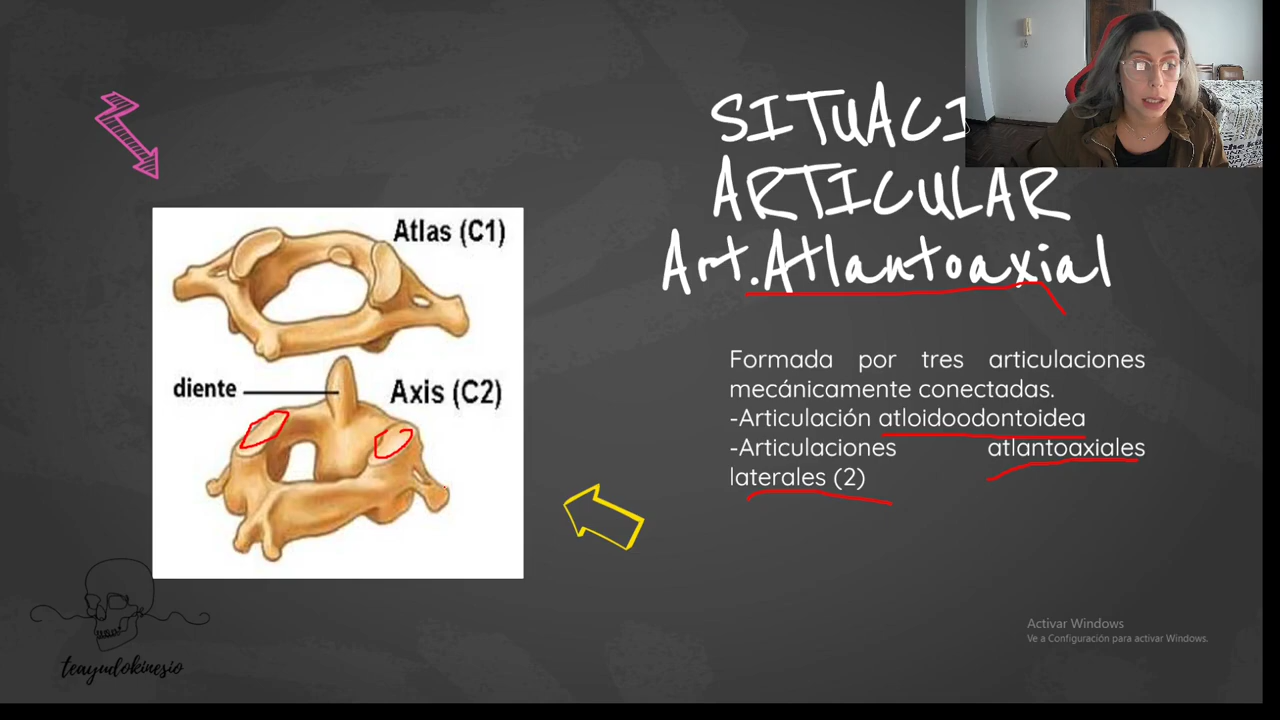 SITUACI
ARTICULAR
Art.Atlantoaxial
Atlas (C1)
diente
Axis (C2)
Formada por tres articulaciones
mecánicamente conectadas.
-Articulación atloidoodontoidea
-Articulaciones atlantoaxiales
laterales (2)
Activar Windows
Ve a Configuración para activar Windows.
teayudokinesio